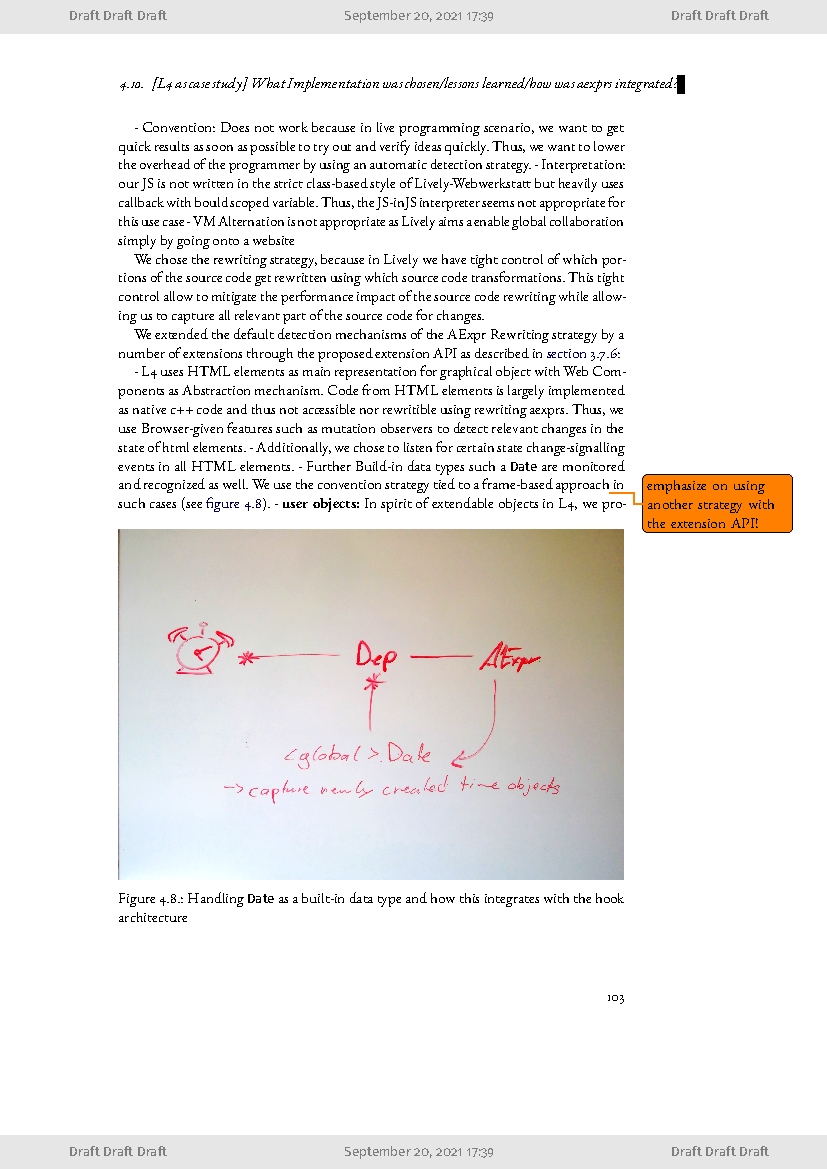 Draft Draft Draft September 20, 2021 17:39 Draft Draft Draft
4.10. [L4 as case study] What Implementation was chosen/lessons learned/how was aexprs integrated?
- Convention: Does not work because in live programming scenario, we want to get
quick results as soon as possible to try out and verify ideas quickly. Thus, we want to lower
the overhead of the programmer by using an automatic detection strategy. - Interpretation:
our JS is not written in the strict class-based style of Lively-Webwerkstatt but heavily uses
callback with bould scoped variable. Thus, the JS-inJS interpreter seems not appropriate for
this use case - VM Alternation is not appropriate as Lively aims a enable global collaboration
simply by going onto a website
We chose the rewriting strategy, because in Lively we have tight control of which por-
tions of the source code get rewritten using which source code transformations. This tight
control allow to mitigate the performance impact of the source code rewriting while allow-
ing us to capture all relevant part of the source code for changes.
We extended the default detection mechanisms of the AExpr Rewriting strategy by a
number of extensions through the proposed extension API as described in section 3.7.6:
- L4 uses HTML elements as main representation for graphical object with Web Com-
ponents as Abstraction mechanism. Code from HTML elements is largely implemented
as native c++ code and thus not accessible nor rewritible using rewriting aexprs. Thus, we
use Browser-given features such as mutation observers to detect relevant changes in the
state of html elements. - Additionally, we chose to listen for certain state change-signalling
events in all HTML elements. - Further Build-in data types such a Date are monitored
and recognized as well. We use the convention strategy tied to a frame-based approach in
such cases (see figure 4.8). - user objects: In spirit of extendable objects in L4, we pro-
emphasize on using
another strategy with
the extension API!
Dep
AExpr
<global>.Date
-> capture newly created time objects
Figure 4.8.: Handling Date as a built-in data type and how this integrates with the hook
architecture
103
Draft Draft Draft September 20, 2021 17:39 Draft Draft Draft